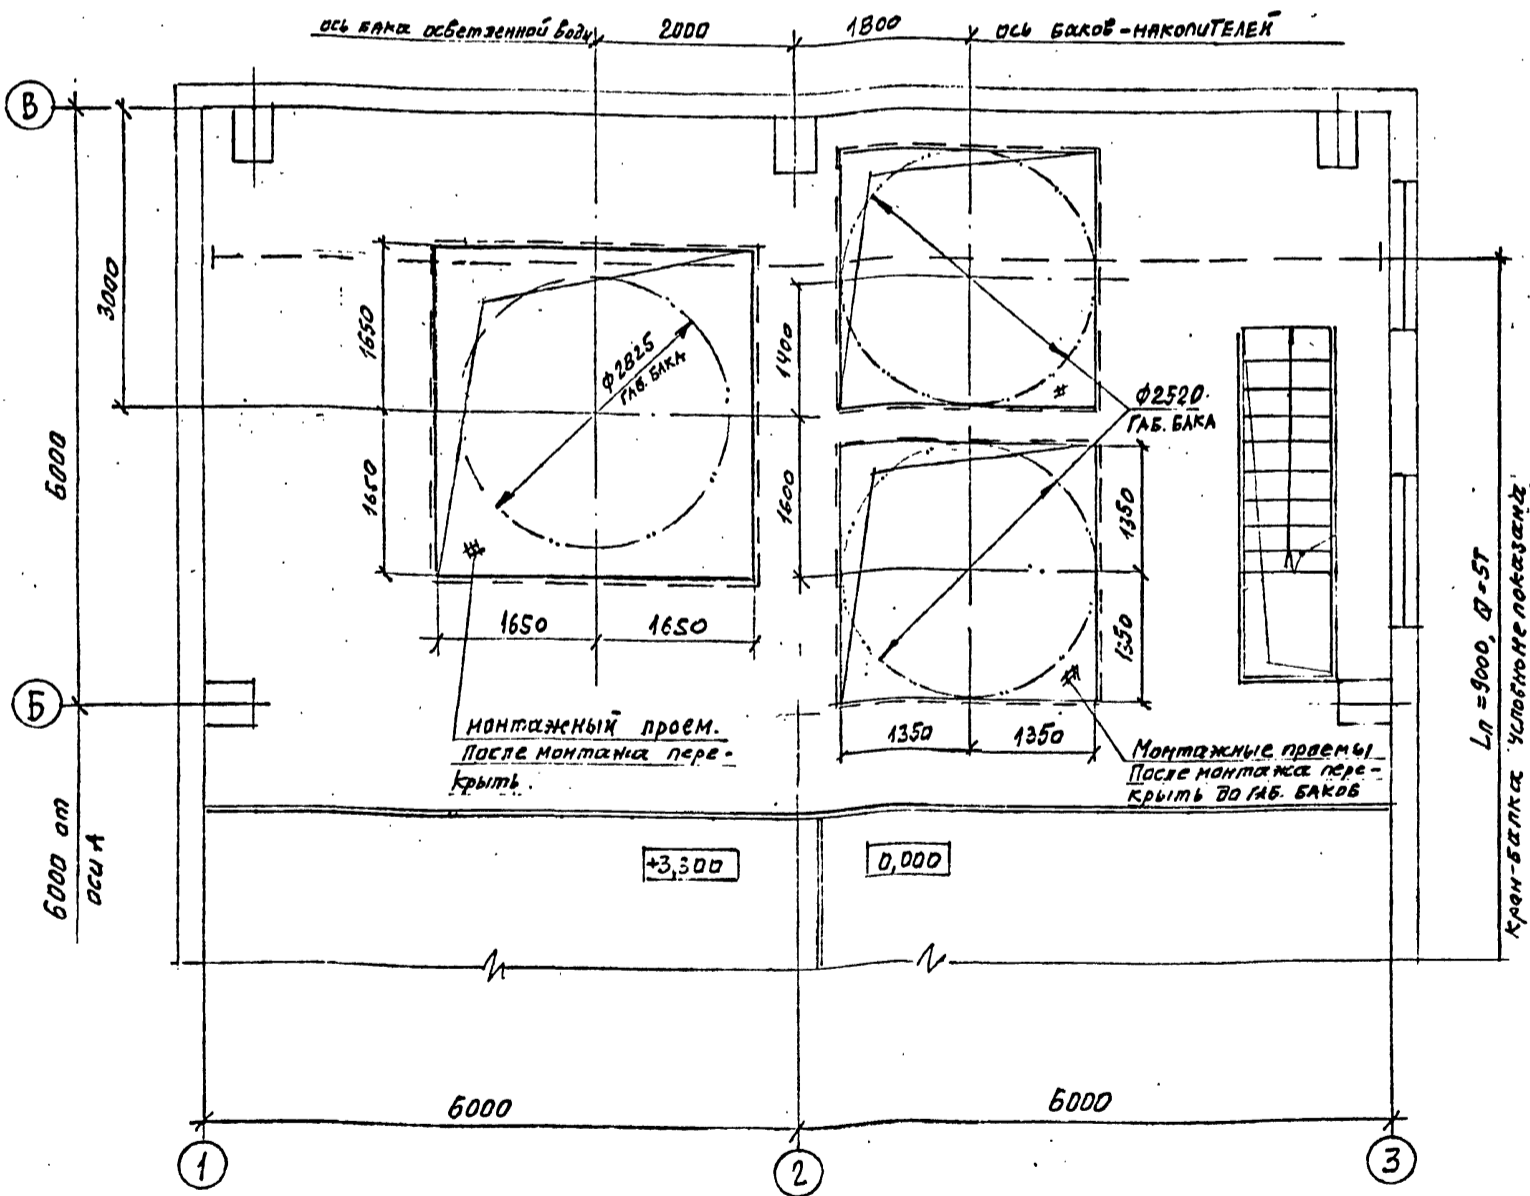 ось бака осветленной воды
2000
1800
ось баков-накопителей
В
3000
6000
1650
1650
Ф2825
ГАБ. БАКА
1400
1600
Ф2520
ГАБ. БАКА
1350
1350
1650
1650
Б
монтажный проем.
После монтажа пере-
крыть.
1350
1350
Монтажные проемы
После монтажа пере-
крыть до ГАБ. БАКОВ
Lп=9000, Q=5т
кран-балка условно не показана
6000 от
оси А
+3,300
0,000
6000
6000
1
2
3